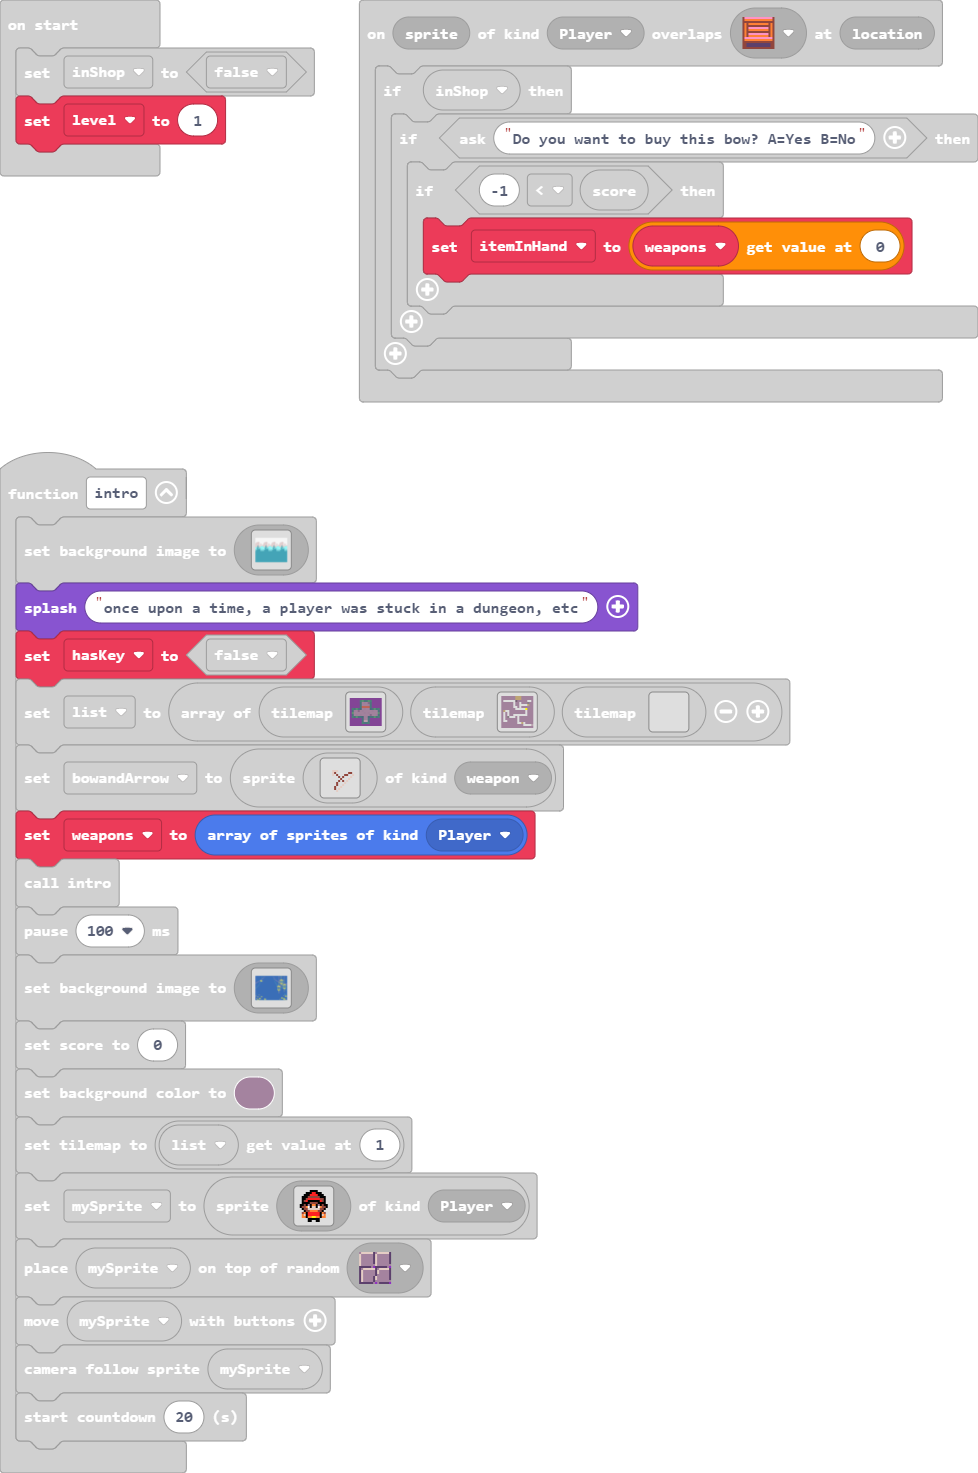 on start
set inShop to false
set level to 1
on sprite of kind Player overlaps at location
if inShop then
if ask "Do you want to buy this bow? A=Yes B=No" then
if -1 < score then
set itemInHand to weapons get value at 0
function intro
set background image to
splash "once upon a time, a player was stuck in a dungeon, etc"
set hasKey to false
set list to array of tilemap tilemap tilemap
set bowandArrow to sprite of kind weapon
set weapons to array of sprites of kind Player
call intro
pause 100 ms
set background image to
set score to 0
set background color to
set tilemap to list get value at 1
set mySprite to sprite of kind Player
place mySprite on top of random
move mySprite with buttons
camera follow sprite mySprite
start countdown 20 (s)